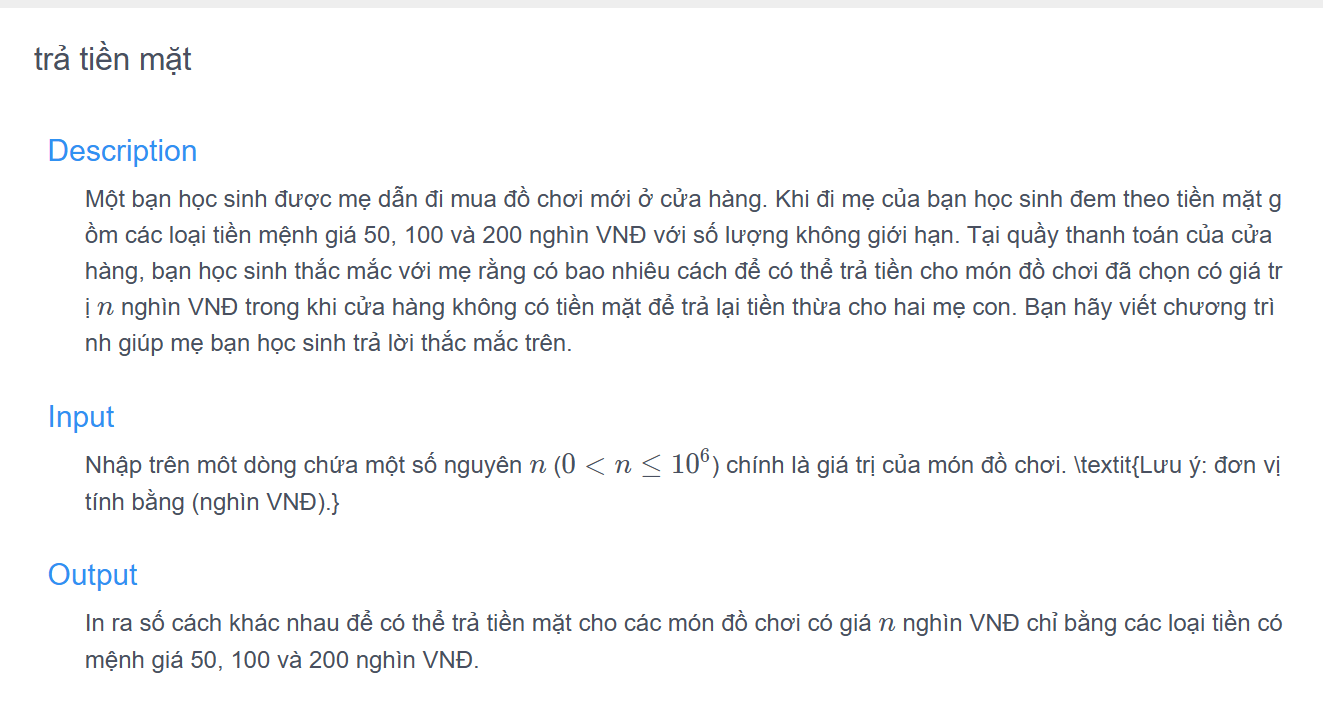 trả tiền mặt
Description
Một bạn học sinh được mẹ dẫn đi mua đồ chơi mới ở cửa hàng. Khi đi mẹ của bạn học sinh đem theo tiền mặt g
ồm các loại tiền mệnh giá 50, 100 và 200 nghìn VNĐ với số lượng không giới hạn. Tại quầy thanh toán của cửa
hàng, bạn học sinh thắc mắc với mẹ rằng có bao nhiêu cách để có thể trả tiền cho món đồ chơi đã chọn có giá tr
ị n nghìn VNĐ trong khi cửa hàng không có tiền mặt để trả lại tiền thừa cho hai mẹ con. Bạn hãy viết chương trì
nh giúp mẹ bạn học sinh trả lời thắc mắc trên.
Input
Nhập trên môt dòng chứa một số nguyên n (0 < n ≤ 10⁶) chính là giá trị của món đồ chơi. \textit{Lưu ý: đơn vị
tính bằng (nghìn VNĐ).}
Output
In ra số cách khác nhau để có thể trả tiền mặt cho các món đồ chơi có giá n nghìn VNĐ chỉ bằng các loại tiền có
mệnh giá 50, 100 và 200 nghìn VNĐ.